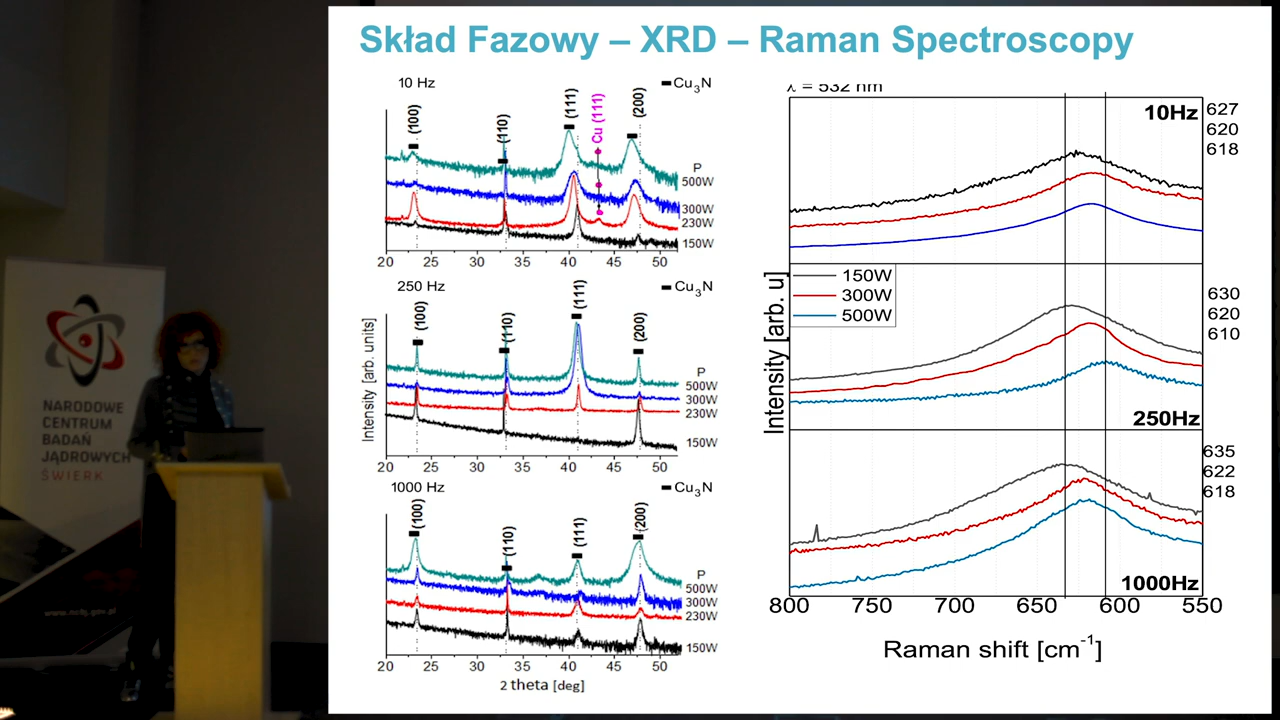 Skład Fazowy – XRD – Raman Spectroscopy
10 Hz
Cu₃N
(100)
(110)
(111)
Cu (111)
(200)
P
500W
300W
230W
150W
20 25 30 35 40 45 50
250 Hz
Cu₃N
(100)
(110)
(111)
(200)
P
500W
300W
230W
150W
Intensity [arb. units]
20 25 30 35 40 45 50
1000 Hz
Cu₃N
(100)
(110)
(111)
(200)
P
500W
300W
230W
150W
20 25 30 35 40 45 50
2 theta [deg]
λ = 532 nm
10Hz
627
620
618
150W
300W
500W
630
620
610
250Hz
Intensity [arb. u]
635
622
618
1000Hz
800 750 700 650 600 550
Raman shift [cm⁻¹]
NARODOWE
CENTRUM
BADAŃ
JĄDROWYCH
ŚWIERK
www.ncbj.gov.pl